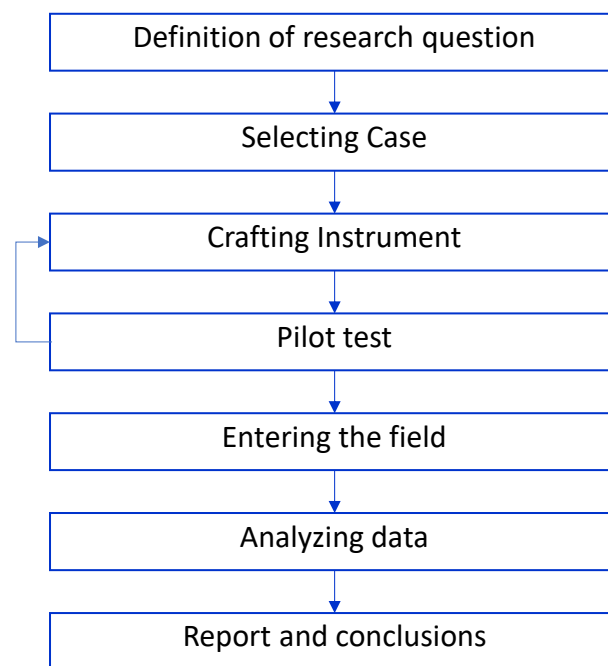 Definition of research question
Selecting Case
Crafting Instrument
Pilot test
Entering the field
Analyzing data
Report and conclusions